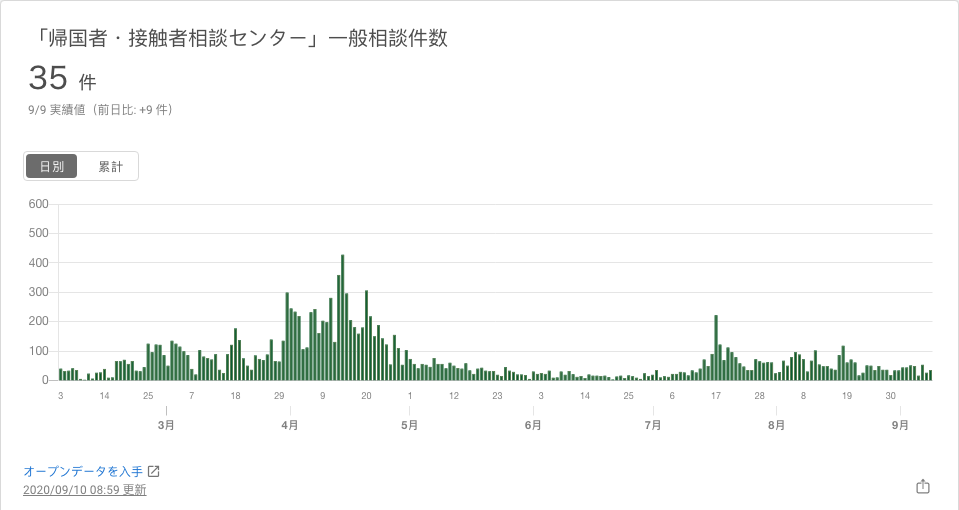 「帰国者・接触者相談センター」一般相談件数
35 件
9/9 実績値（前日比: +9 件）
日別 累計
600
500
400
300
200
100
0
3 14 25 7 18 29 9 20 1 12 23 3 14 25 6 17 28 8 19 30
3月 4月 5月 6月 7月 8月 9月
オープンデータを入手
2020/09/10 08:59 更新